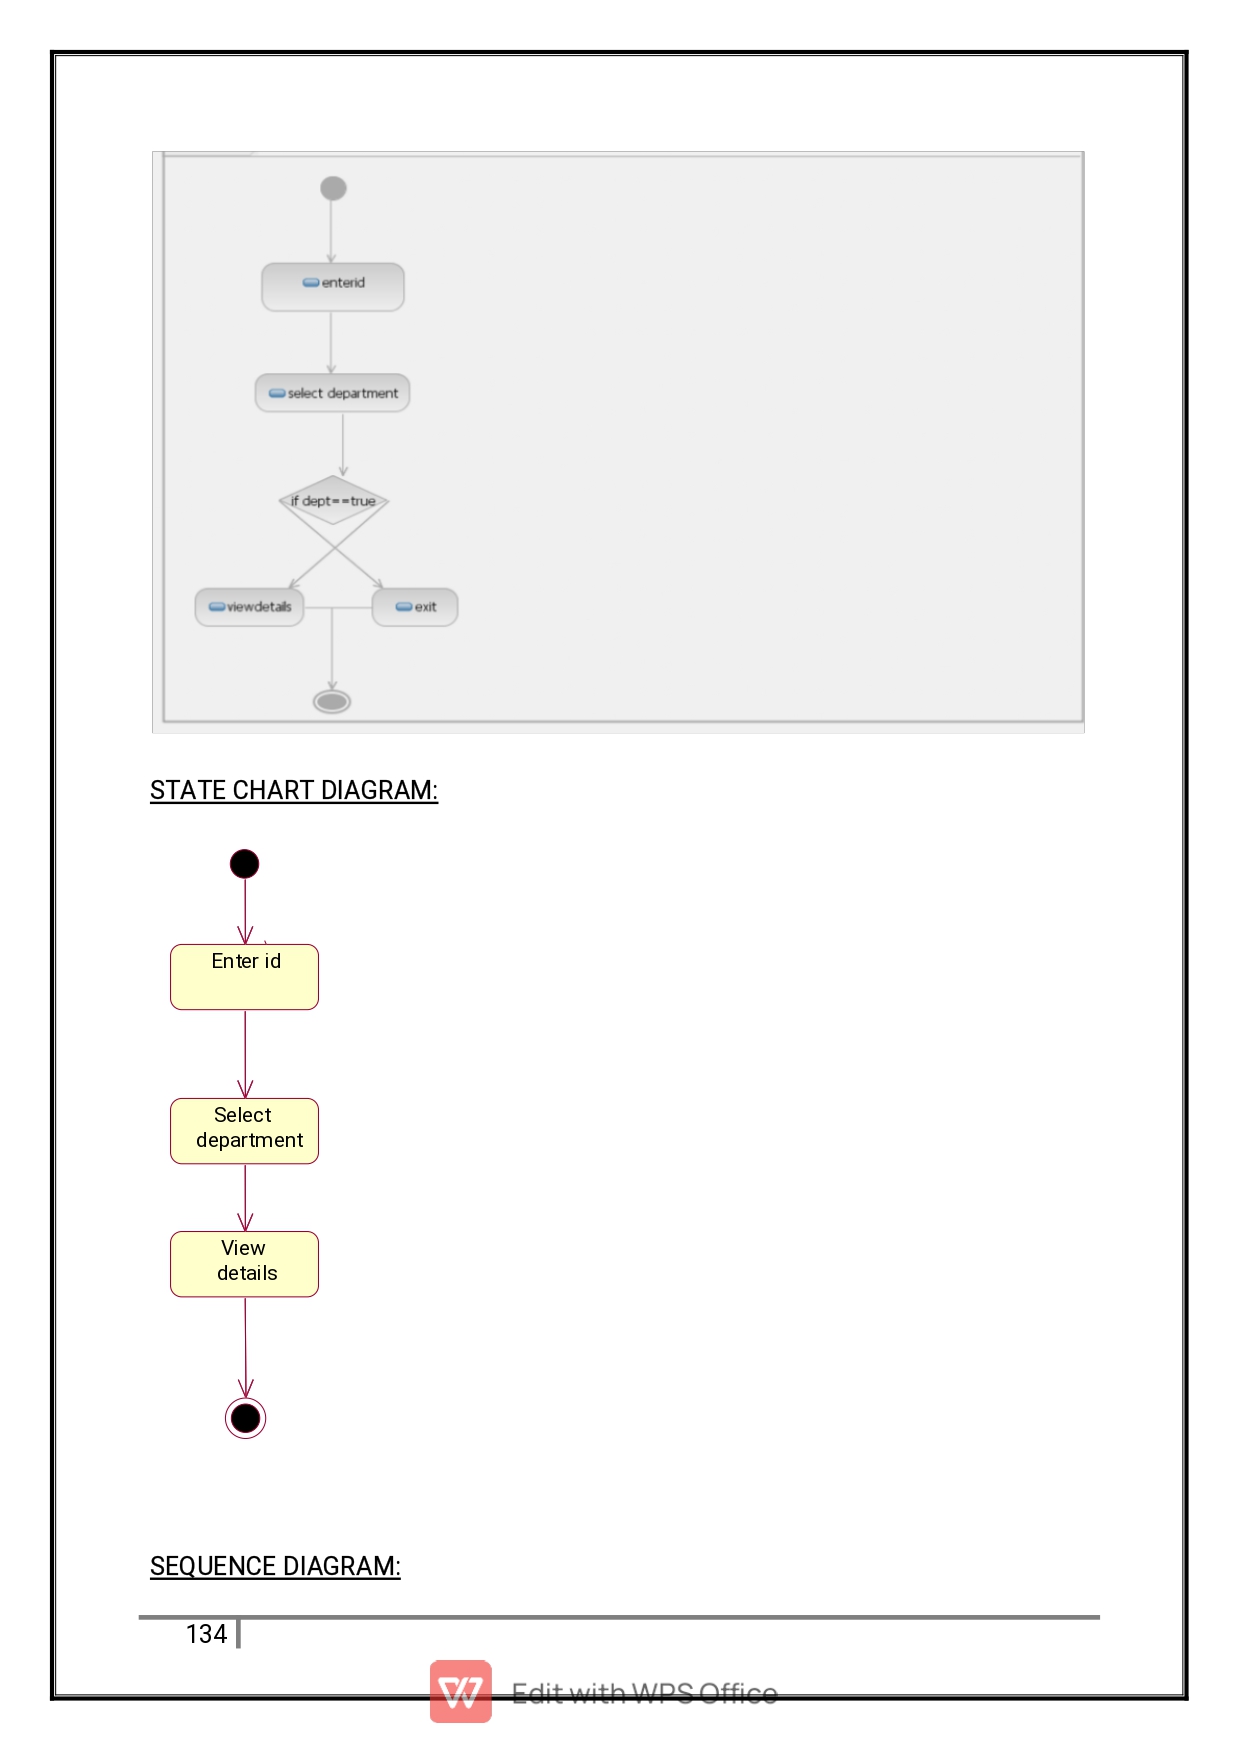 enterid
select department
if dept==true
viewdetails
exit
STATE CHART DIAGRAM:
Enter id
Select
department
View
details
SEQUENCE DIAGRAM:
134
Edit with WPS Office